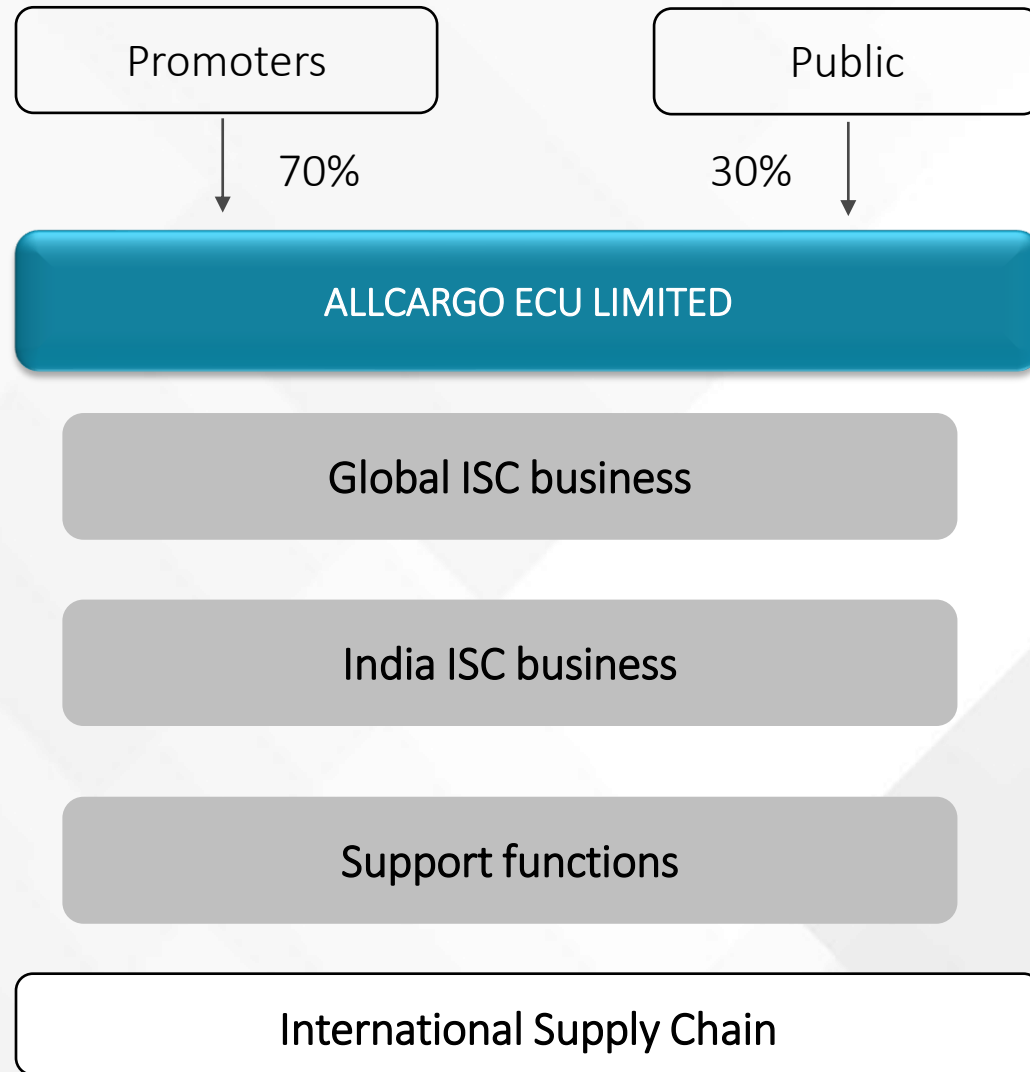 Promoters
Public
70%
30%
ALLCARGO ECU LIMITED
Global ISC business
India ISC business
Support functions
International Supply Chain